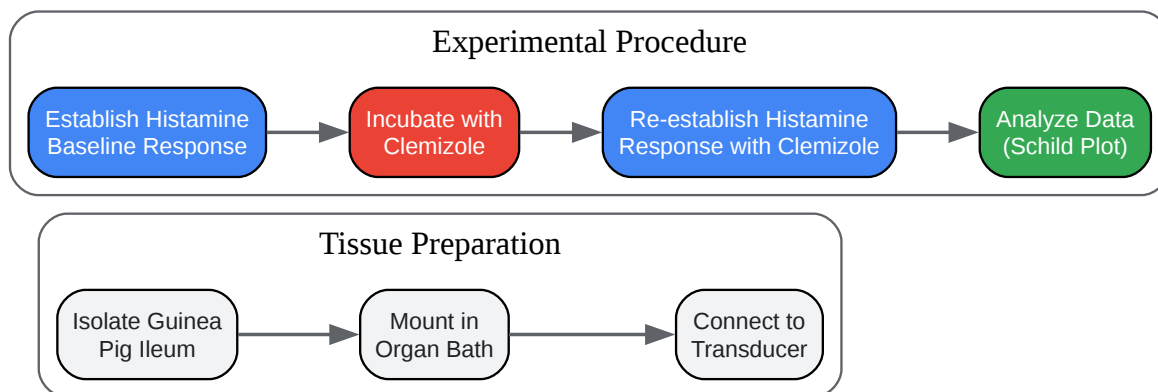 Experimental Procedure
Establish Histamine
Baseline Response
Incubate with
Clemizole
Re-establish Histamine
Response with Clemizole
Analyze Data
(Schild Plot)
Tissue Preparation
Isolate Guinea
Pig Ileum
Mount in
Organ Bath
Connect to
Transducer